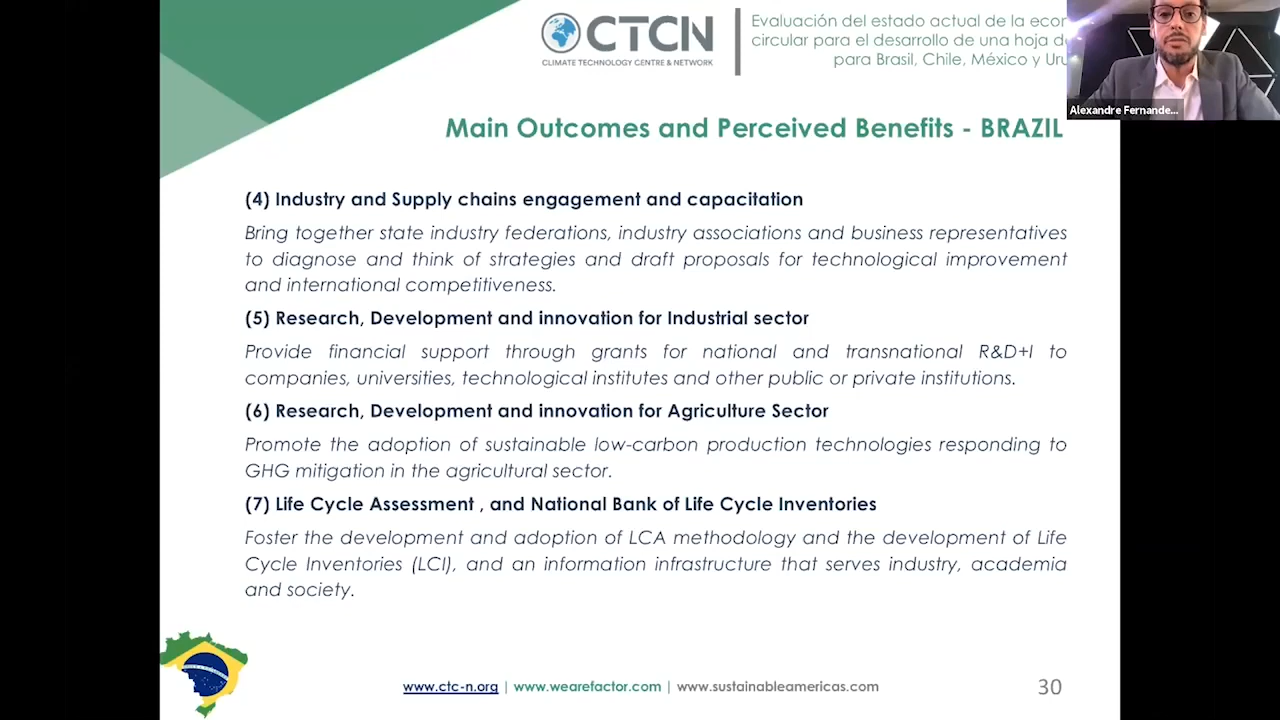 CTCN
CLIMATE TECHNOLOGY CENTRE & NETWORK
Evaluación del estado actual de la
circular para el desarrollo de una hoja
para Brasil, Chile, México y
Alexandre Fernande...
Main Outcomes and Perceived Benefits - BRAZIL
(4) Industry and Supply chains engagement and capacitation
Bring together state industry federations, industry associations and business representatives
to diagnose and think of strategies and draft proposals for technological improvement
and international competitiveness.
(5) Research, Development and innovation for Industrial sector
Provide financial support through grants for national and transnational R&D+I to
companies, universities, technological institutes and other public or private institutions.
(6) Research, Development and innovation for Agriculture Sector
Promote the adoption of sustainable low-carbon production technologies responding to
GHG mitigation in the agricultural sector.
(7) Life Cycle Assessment , and National Bank of Life Cycle Inventories
Foster the development and adoption of LCA methodology and the development of Life
Cycle Inventories (LCI), and an information infrastructure that serves industry, academia
and society.
www.ctc-n.org | www.wearefactor.com | www.sustainableamericas.com
30